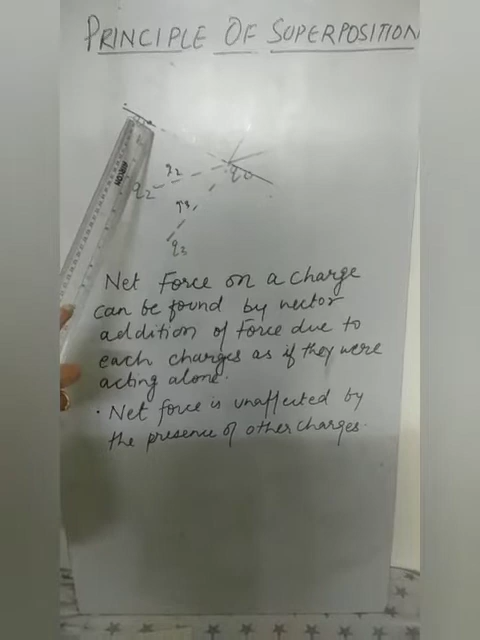 PRINCIPLE OF SUPERPOSITION
q2
r2
q0
r3
q3
Net Force on a charge
can be found by vector
addition of Force due to
each charges as if they were
acting alone.
· Net force is unaffected by
the presence of other charges.